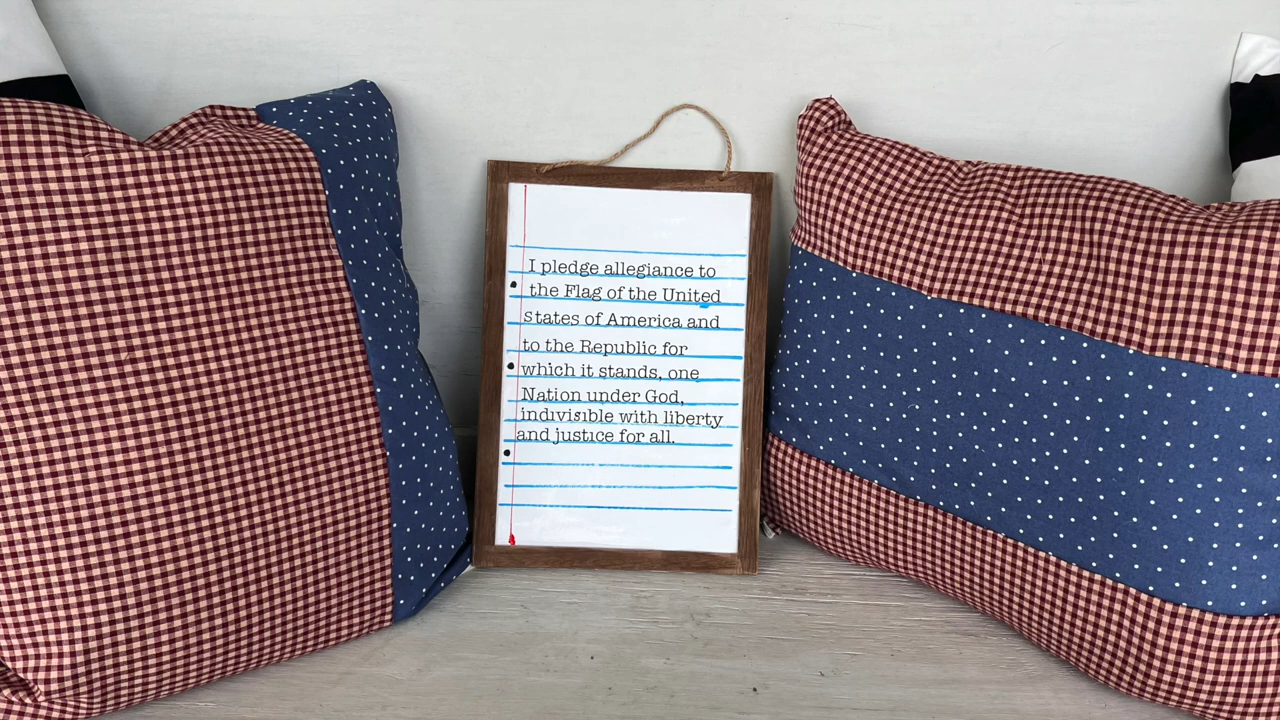 I pledge allegiance to
the Flag of the United
states of America and
to the Republic for
which it stands, one
Nation under God,
indivisible with liberty
and justice for all.